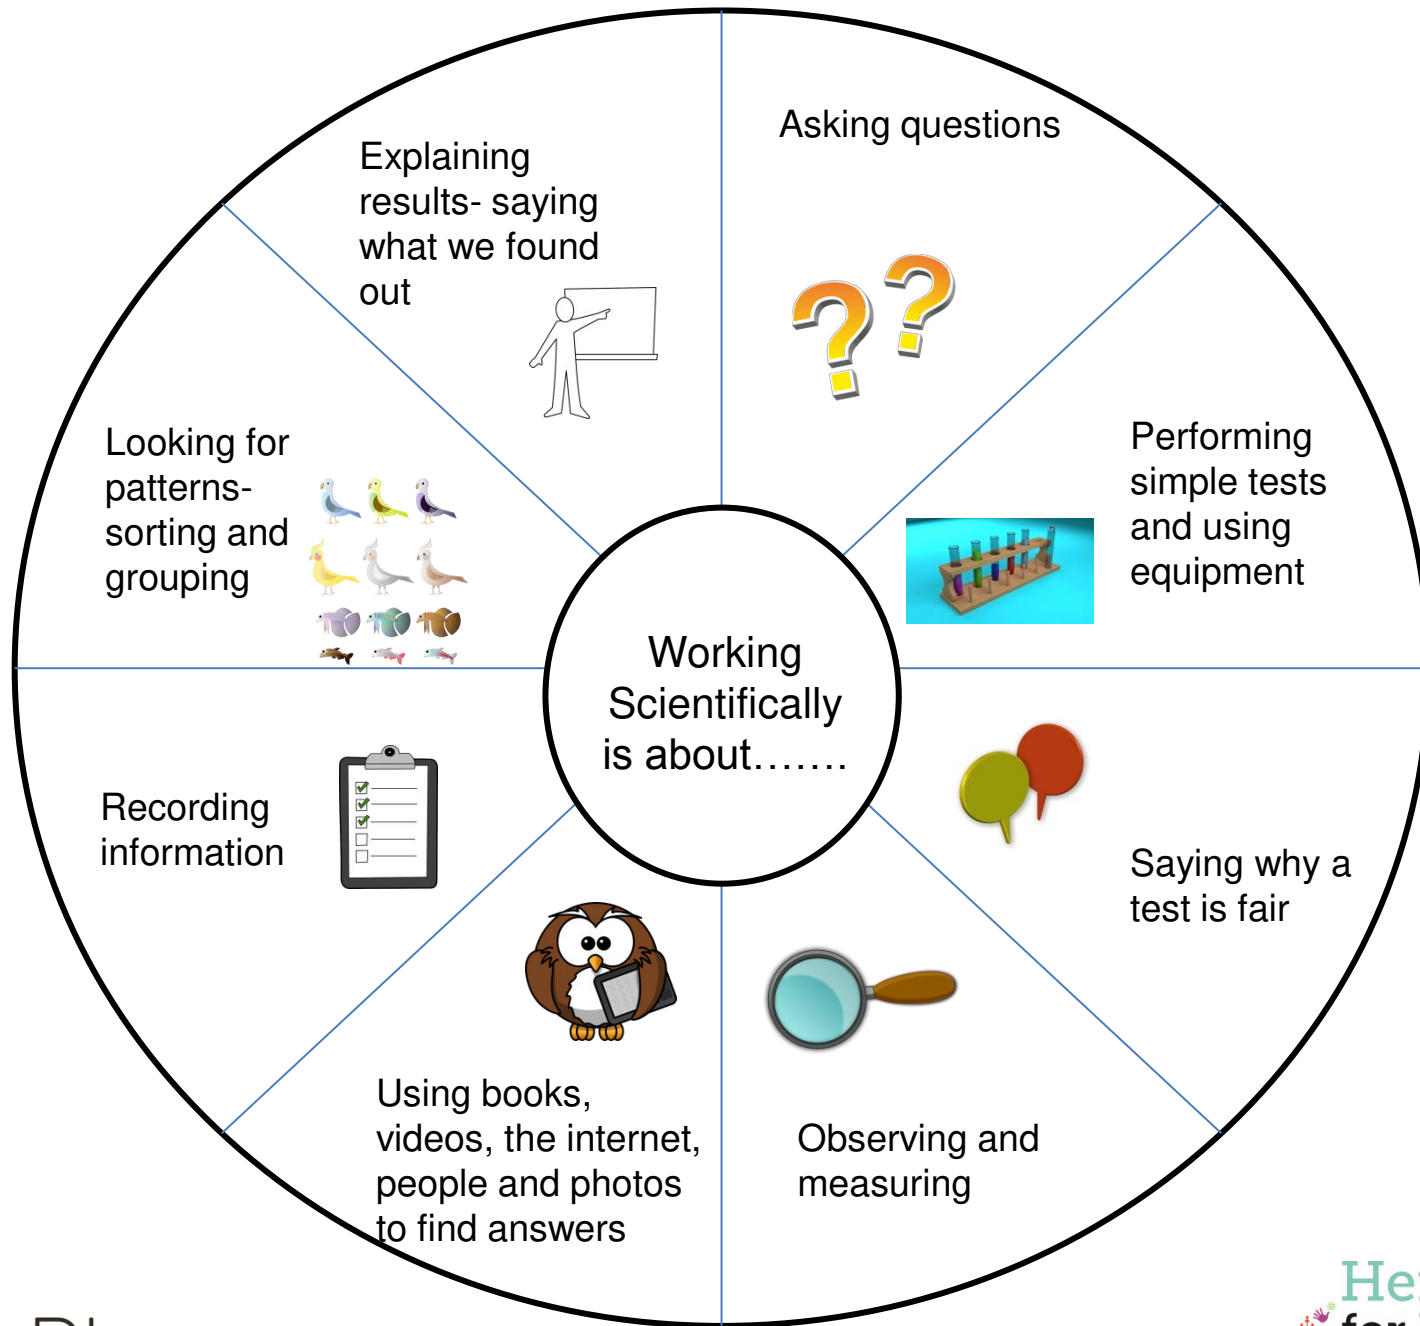 Asking questions
Explaining
results- saying
what we found
out
Performing
simple tests
and using
equipment
Looking for
patterns-
sorting and
grouping
Working
Scientifically
is about.......
Recording
information
Saying why a
test is fair
Using books,
videos, the internet,
people and photos
to find answers
Observing and
measuring
for